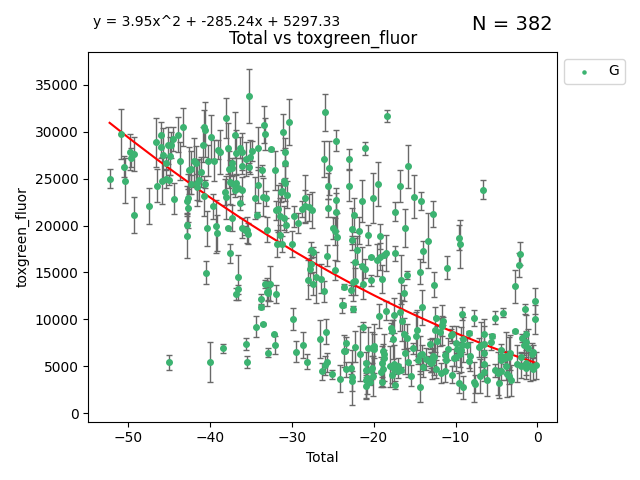 y = 3.95x^2 + -285.24x + 5297.33
N = 382
Total vs toxgreen_fluor
G
toxgreen_fluor
35000
30000
25000
20000
15000
10000
5000
0
−50
−40
−30
−20
−10
0
Total